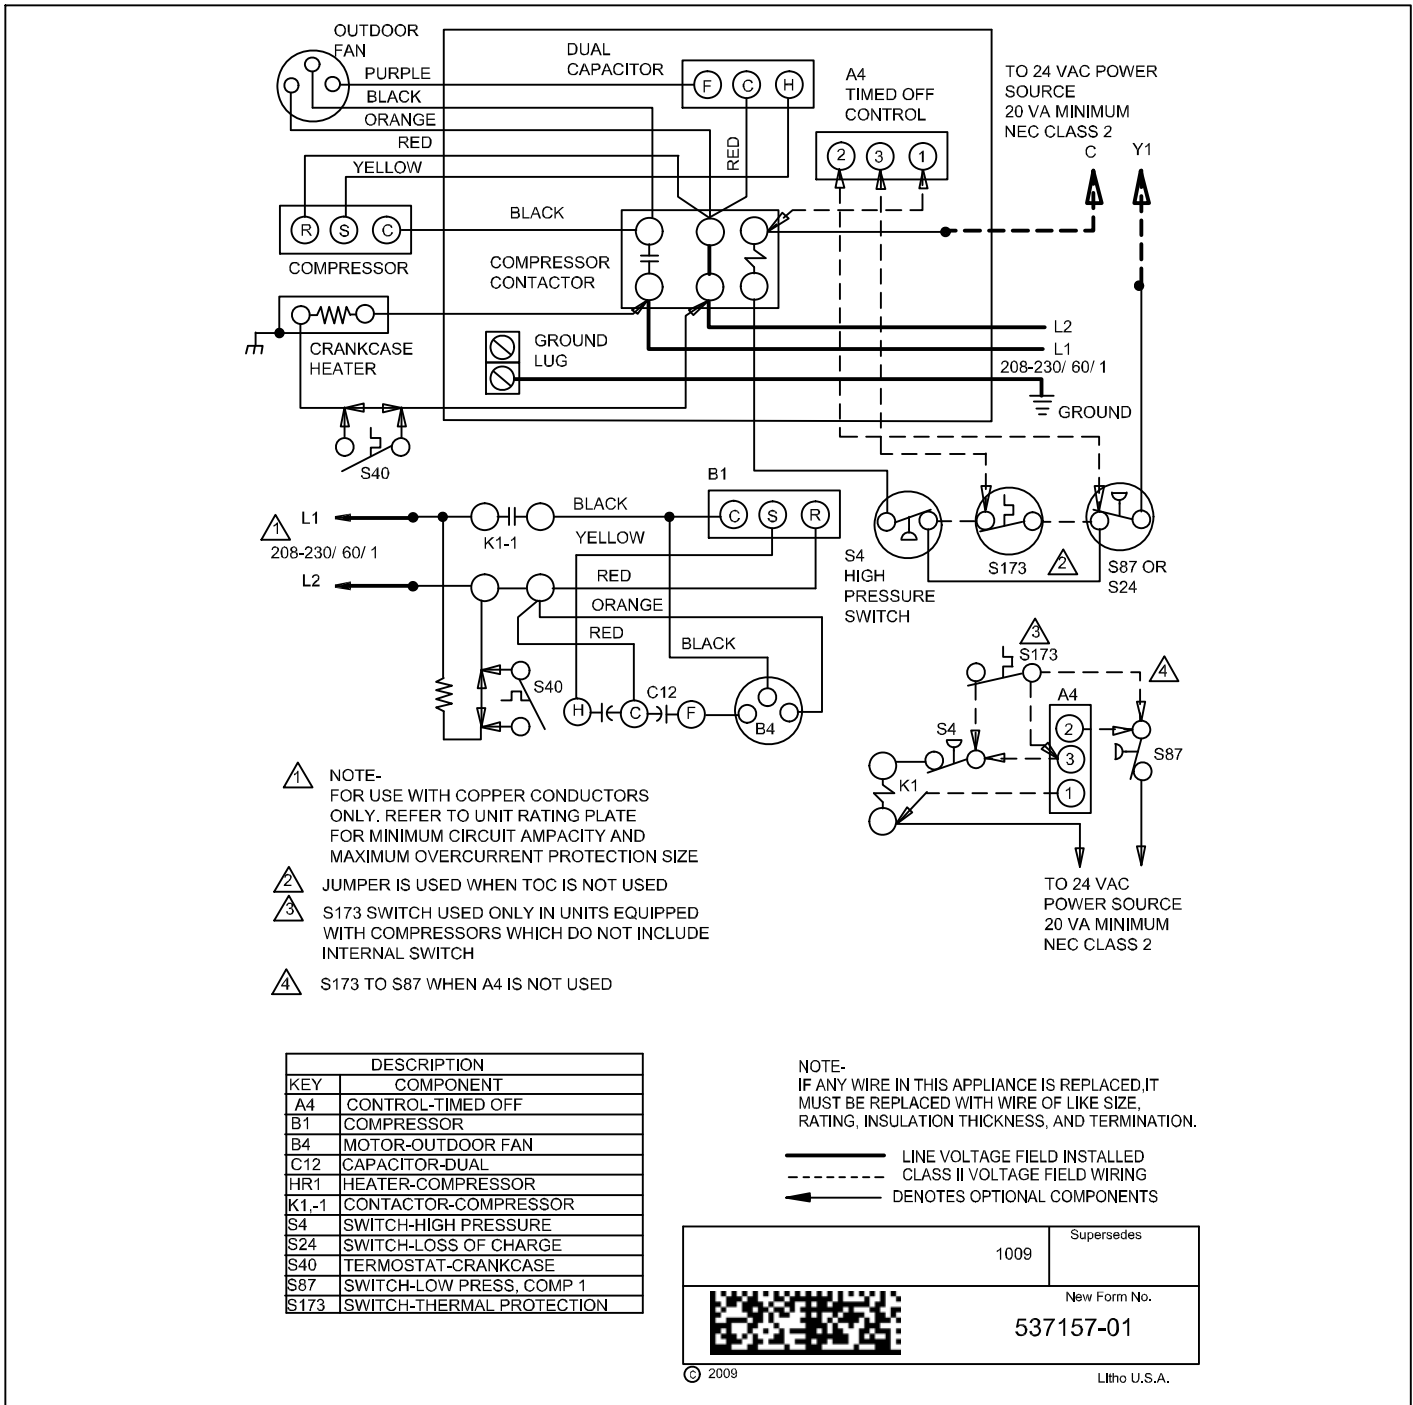 OUTDOOR
FAN
PURPLE
BLACK
ORANGE
RED
YELLOW
DUAL
CAPACITOR
F C H
RED
A4
TIMED OFF
CONTROL
2 3 1
TO 24 VAC POWER
SOURCE
20 VA MINIMUM
NEC CLASS 2
C Y1
R S C
COMPRESSOR
BLACK
COMPRESSOR
CONTACTOR
CRANKCASE
HEATER
GROUND
LUG
L2
L1
208-230/ 60/ 1
GROUND
S40
L1
1
208-230/ 60/ 1
L2
K1-1
BLACK
YELLOW
RED
ORANGE
RED
BLACK
B1
C S R
S40
H C F
C12
B4
S4
HIGH
PRESSURE
SWITCH
S173
2
S87 OR
S24
3
S173
4
A4
2
3
1
S4
S87
K1
TO 24 VAC
POWER SOURCE
20 VA MINIMUM
NEC CLASS 2
1 NOTE-
FOR USE WITH COPPER CONDUCTORS
ONLY. REFER TO UNIT RATING PLATE
FOR MINIMUM CIRCUIT AMPACITY AND
MAXIMUM OVERCURRENT PROTECTION SIZE
2 JUMPER IS USED WHEN TOC IS NOT USED
3 S173 SWITCH USED ONLY IN UNITS EQUIPPED
WITH COMPRESSORS WHICH DO NOT INCLUDE
INTERNAL SWITCH
4 S173 TO S87 WHEN A4 IS NOT USED
DESCRIPTION
KEY COMPONENT
A4 CONTROL-TIMED OFF
B1 COMPRESSOR
B4 MOTOR-OUTDOOR FAN
C12 CAPACITOR-DUAL
HR1 HEATER-COMPRESSOR
K1,-1 CONTACTOR-COMPRESSOR
S4 SWITCH-HIGH PRESSURE
S24 SWITCH-LOSS OF CHARGE
S40 TERMOSTAT-CRANKCASE
S87 SWITCH-LOW PRESS, COMP 1
S173 SWITCH-THERMAL PROTECTION
NOTE-
IF ANY WIRE IN THIS APPLIANCE IS REPLACED,IT
MUST BE REPLACED WITH WIRE OF LIKE SIZE,
RATING, INSULATION THICKNESS, AND TERMINATION.
LINE VOLTAGE FIELD INSTALLED
CLASS II VOLTAGE FIELD WIRING
DENOTES OPTIONAL COMPONENTS
1009
Supersedes
New Form No.
537157-01
© 2009
Litho U.S.A.